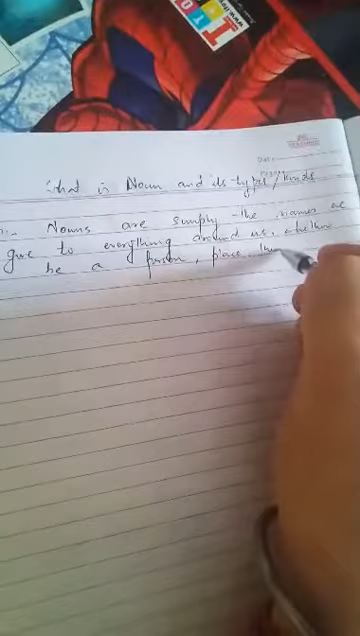 What is Noun and its types/kinds
Nouns are simply the names we
give to everything around us, whether
be a person, place, thin